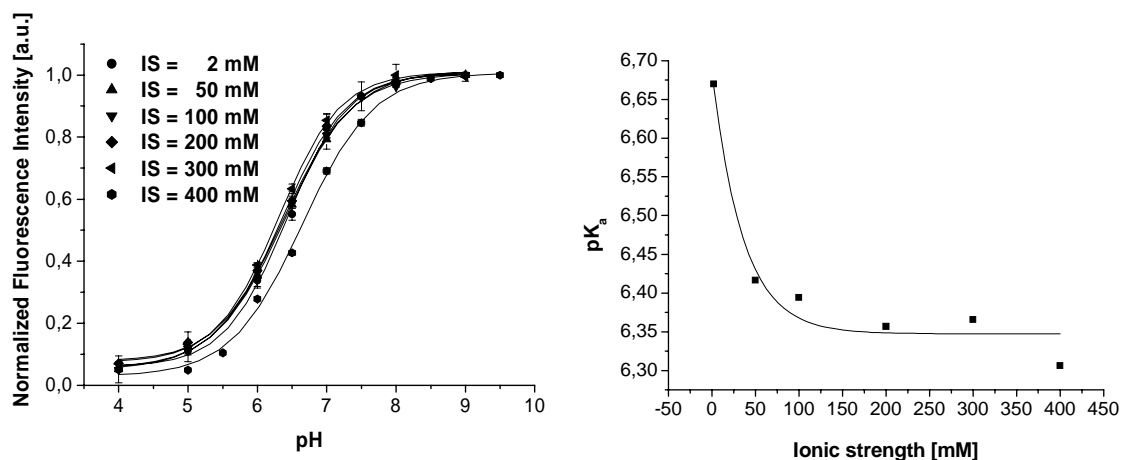 IS = 2 mM
IS = 50 mM
IS = 100 mM
IS = 200 mM
IS = 300 mM
IS = 400 mM
Normalized Fluorescence Intensity [a.u.]
1,0
0,8
0,6
0,4
0,2
0,0
4 5 6 7 8 9 10
pH
6,70
6,65
6,60
6,55
6,50
6,45
6,40
6,35
6,30
pKa
-50 0 50 100 150 200 250 300 350 400 450
Ionic strength [mM]